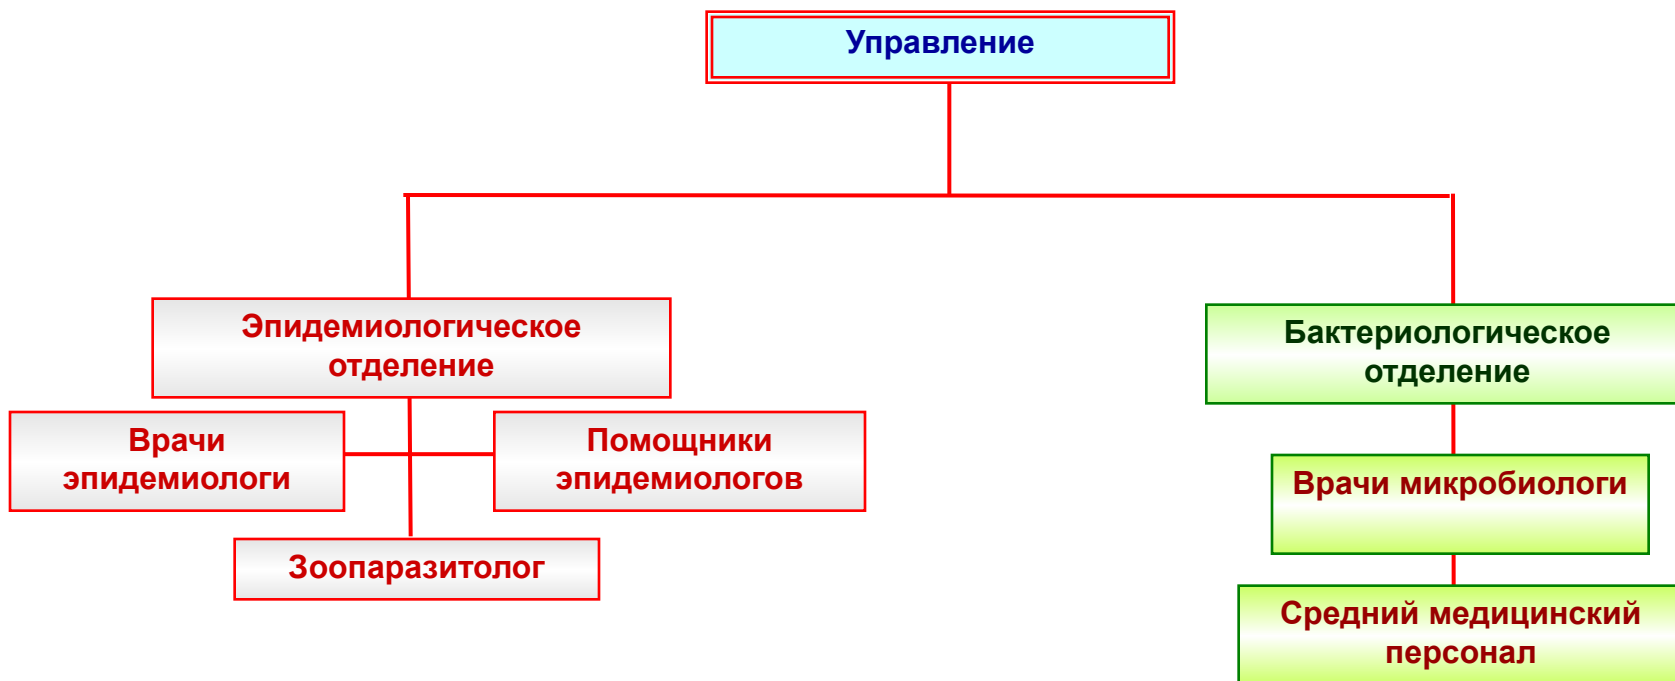 Управление
Эпидемиологическое
отделение
Бактериологическое
отделение
Врачи
эпидемиологи
Помощники
эпидемиологов
Врачи микробиологи
Зоопаразитолог
Средний медицинский
персонал